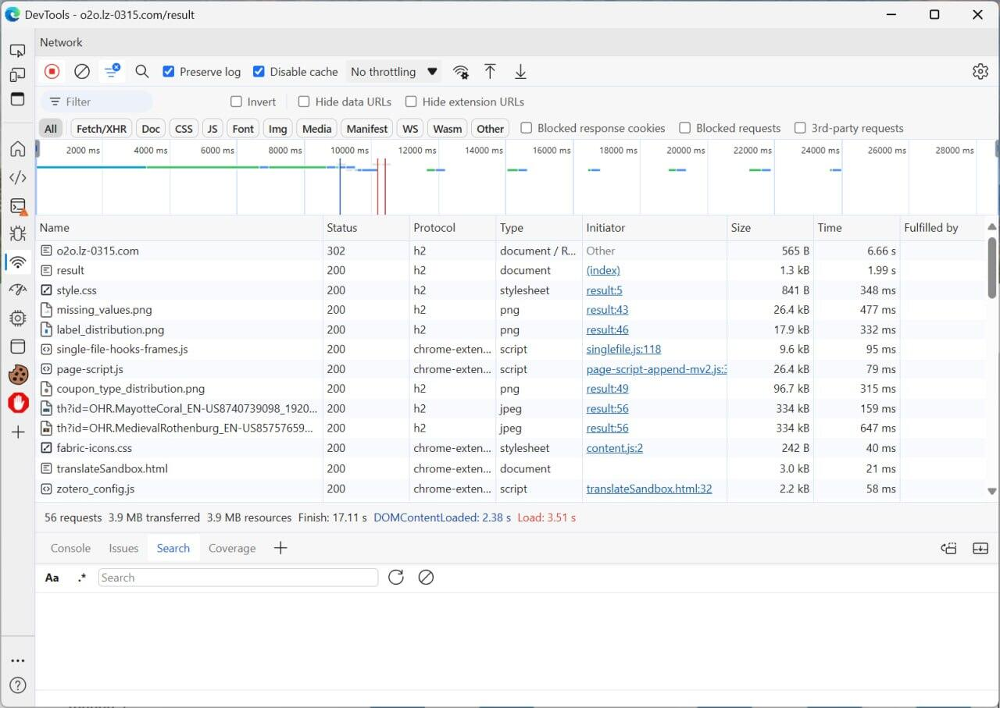 DevTools - o2o.lz-0315.com/result
Network
Preserve log Disable cache No throttling
Filter Invert Hide data URLs Hide extension URLs
All Fetch/XHR Doc CSS JS Font Img Media Manifest WS Wasm Other Blocked response cookies Blocked requests 3rd-party requests
2000 ms 4000 ms 6000 ms 8000 ms 10000 ms 12000 ms 14000 ms 16000 ms 18000 ms 20000 ms 22000 ms 24000 ms 26000 ms 28000 ms
Name Status Protocol Type Initiator Size Time Fulfilled by
o2o.lz-0315.com 302 h2 document / R... Other 565 B 6.66 s
result 200 h2 document (index) 1.3 kB 1.99 s
style.css 200 h2 stylesheet result:5 841 B 348 ms
missing_values.png 200 h2 png result:43 26.4 kB 477 ms
label_distribution.png 200 h2 png result:46 17.9 kB 332 ms
single-file-hooks-frames.js 200 chrome-exten... script singlefile.js:118 9.6 kB 95 ms
page-script.js 200 chrome-exten... script page-script-append-mv2.js: 26.4 kB 79 ms
coupon_type_distribution.png 200 h2 png result:49 96.7 kB 315 ms
th?id=OHR.MayotteCoral_EN-US8740739098_1920... 200 h2 jpeg result:56 334 kB 159 ms
th?id=OHR.MedievalRothenburg_EN-US85757659... 200 h2 jpeg result:56 334 kB 647 ms
fabric-icons.css 200 chrome-exten... stylesheet content.js:2 242 B 40 ms
translateSandbox.html 200 chrome-exten... document 3.0 kB 21 ms
zotero_config.js 200 chrome-exten... script translateSandbox.html:32 2.2 kB 58 ms
56 requests 3.9 MB transferred 3.9 MB resources Finish: 17.11 s DOMContentLoaded: 2.38 s Load: 3.51 s
Console Issues Search Coverage
Aa .* Search